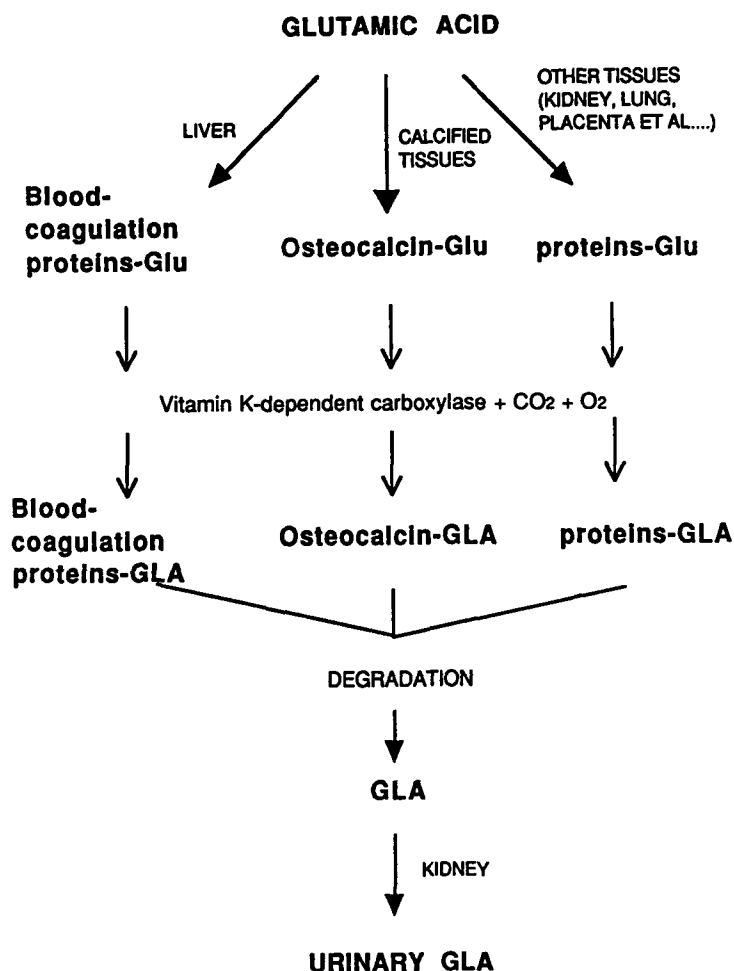 GLUTAMIC ACID
LIVER
CALCIFIED
TISSUES
OTHER TISSUES
(KIDNEY, LUNG,
PLACENTA ET AL....)
Blood-
coagulation
proteins-Glu
Osteocalcin-Glu
proteins-Glu
Vitamin K-dependent carboxylase + CO2 + O2
Blood-
coagulation
proteins-GLA
Osteocalcin-GLA
proteins-GLA
DEGRADATION
GLA
KIDNEY
URINARY GLA